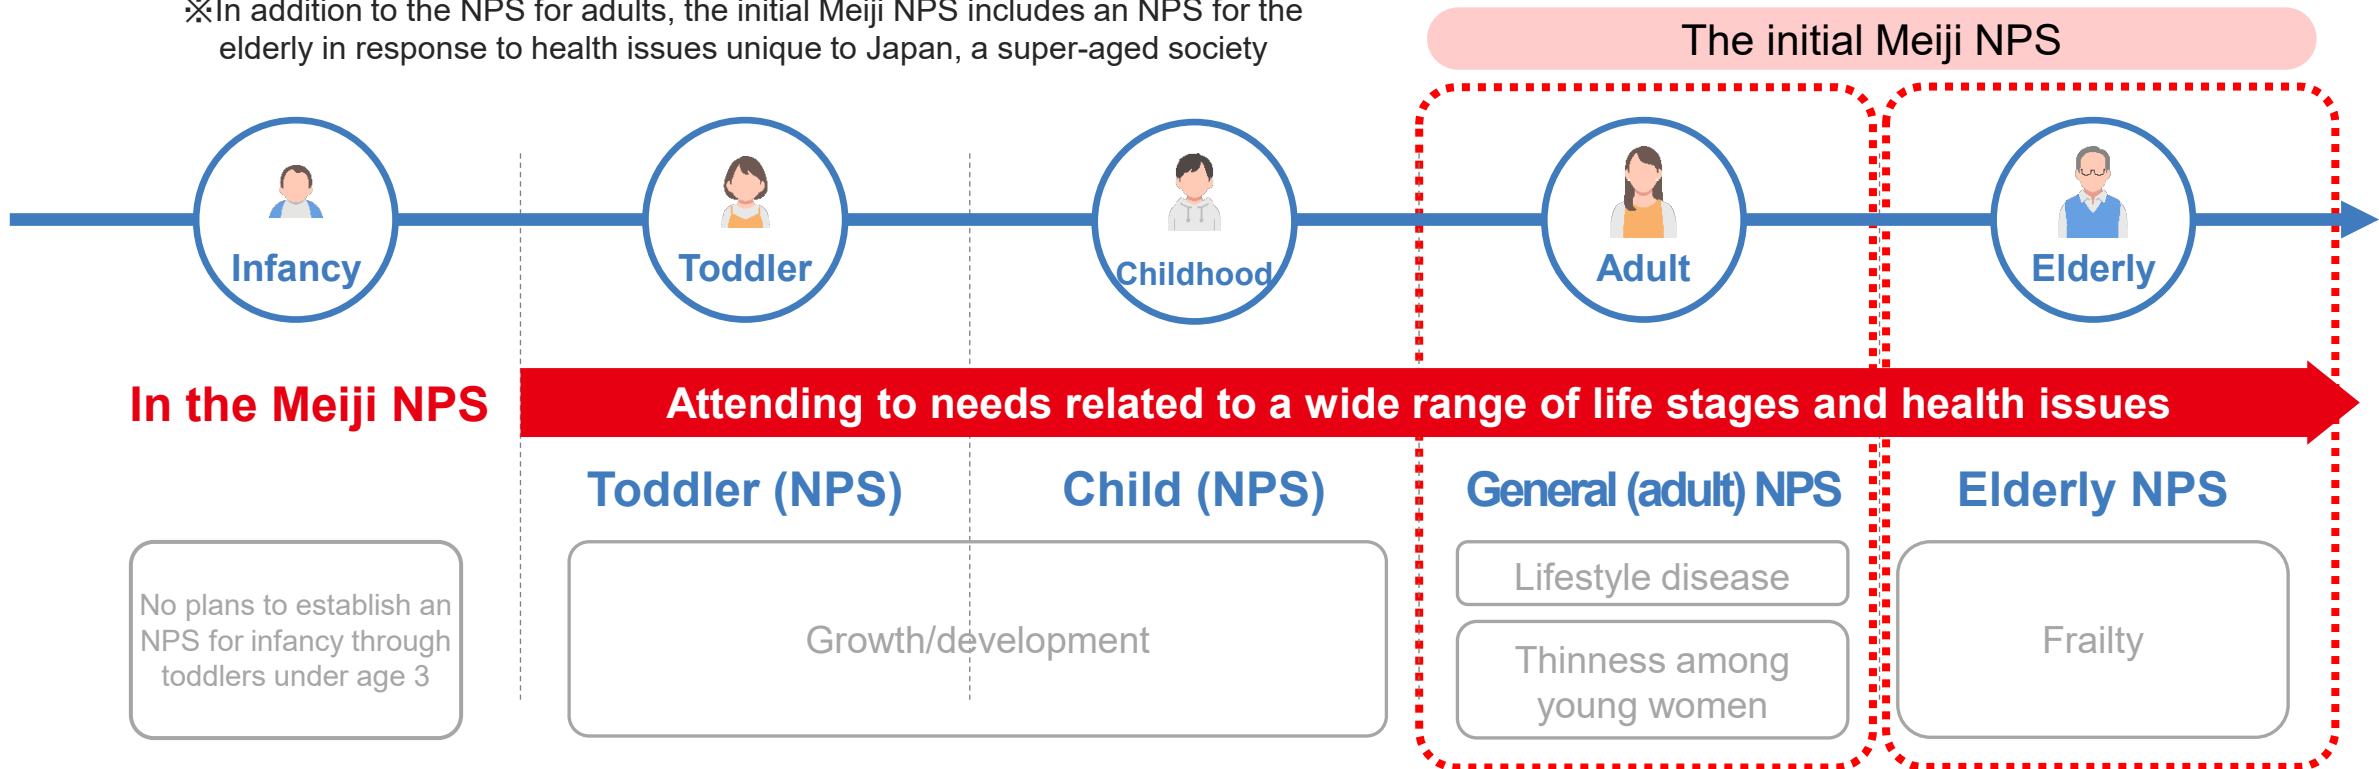 ※In addition to the NPS for adults, the initial Meiji NPS includes an NPS for the
elderly in response to health issues unique to Japan, a super-aged society
The initial Meiji NPS
Infancy
Toddler
Childhood
Adult
Elderly
In the Meiji NPS
Attending to needs related to a wide range of life stages and health issues
Toddler (NPS)
Child (NPS)
General (adult) NPS
Elderly NPS
No plans to establish an
NPS for infancy through
toddlers under age 3
Growth/development
Lifestyle disease
Thinness among
young women
Frailty